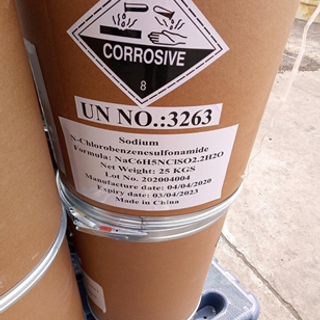 CORROSIVE
8
UN NO.:3263
Sodium
N-Chlorobenzenesulfonamide
Formula: NaC6H5NClSO2.2H2O
Net Weight: 25 KGS
Lot No. 202004004
Manufacture date: 04/04/2020
Expiry date: 03/04/2023
Made in China